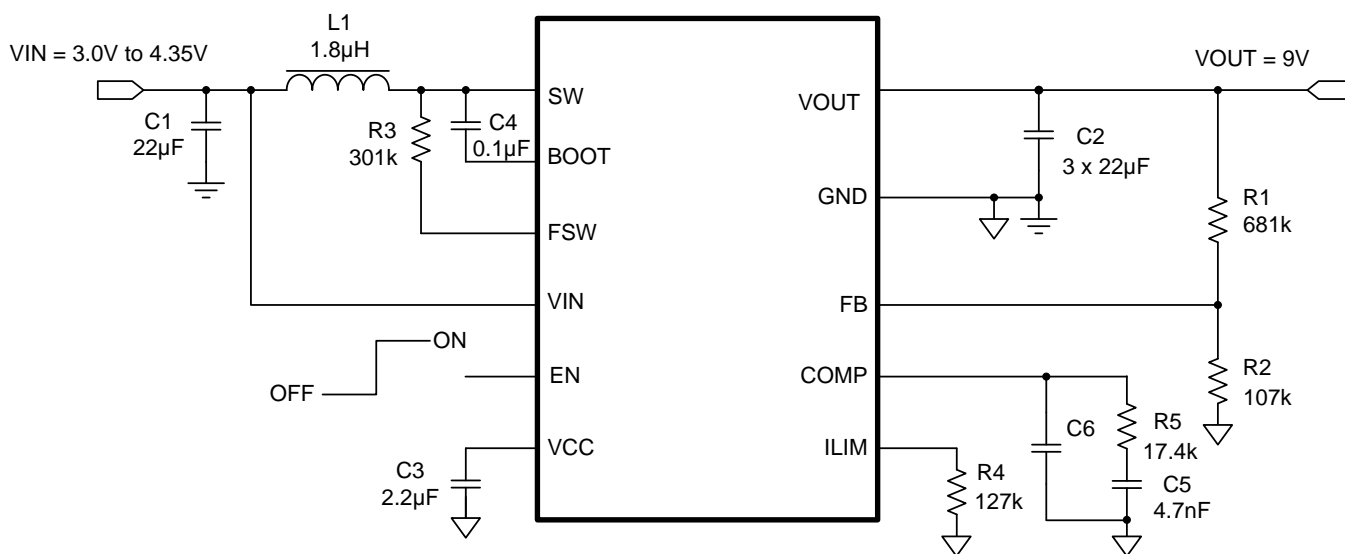 L1
1.8µH
VIN = 3.0V to 4.35V
VOUT = 9V
C1
22µF
R3
301k
C4
0.1µF
SW
BOOT
FSW
VIN
EN
VCC
VOUT
GND
FB
COMP
ILIM
C2
3 x 22µF
R1
681k
R2
107k
ON
OFF
C3
2.2µF
R4
127k
C6
R5
17.4k
C5
4.7nF